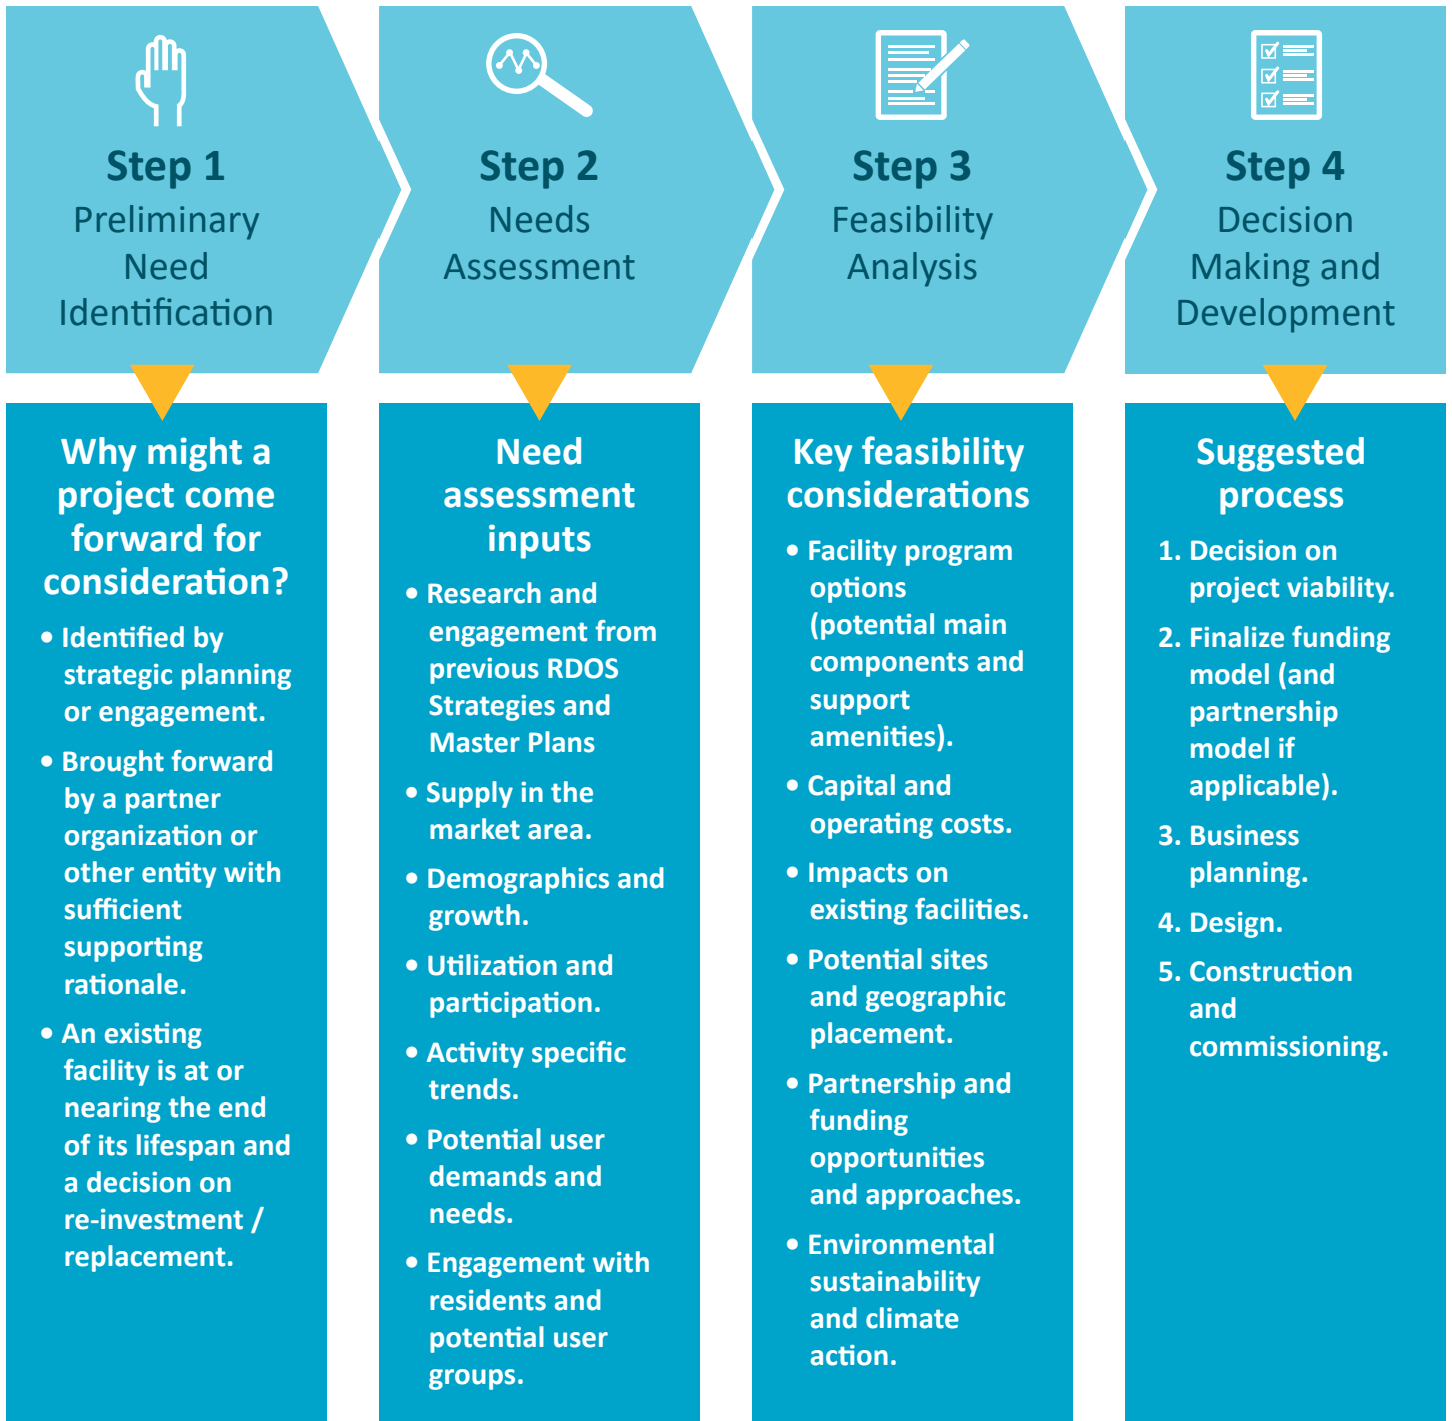 Step 1
Preliminary
Need
Identification
Why might a
project come
forward for
consideration?
• Identified by
strategic planning
or engagement.
• Brought forward
by a partner
organization or
other entity with
sufficient
supporting
rationale.
• An existing
facility is at or
nearing the end
of its lifespan and
a decision on
re-investment /
replacement.
Step 2
Needs
Assessment
Need
assessment
inputs
• Research and
engagement from
previous RDOS
Strategies and
Master Plans
• Supply in the
market area.
• Demographics and
growth.
• Utilization and
participation.
• Activity specific
trends.
• Potential user
demands and
needs.
• Engagement with
residents and
potential user
groups.
Step 3
Feasibility
Analysis
Key feasibility
considerations
• Facility program
options
(potential main
components and
support
amenities).
• Capital and
operating costs.
• Impacts on
existing facilities.
• Potential sites
and geographic
placement.
• Partnership and
funding
opportunities
and approaches.
• Environmental
sustainability
and climate
action.
Step 4
Decision
Making and
Development
Suggested
process
1. Decision on
project viability.
2. Finalize funding
model (and
partnership
model if
applicable).
3. Business
planning.
4. Design.
5. Construction
and
commissioning.